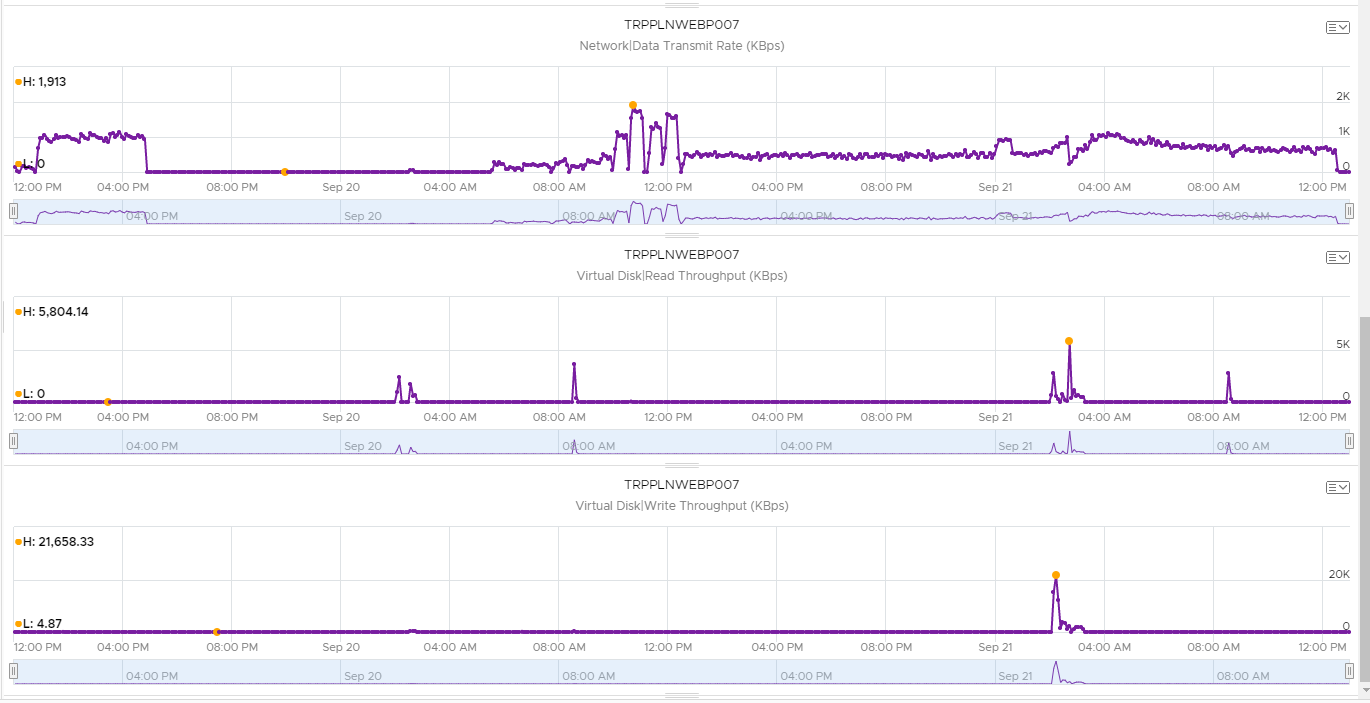 TRPPLNWEBP007
Network|Data Transmit Rate (KBps)
H: 1,913
2K
1K
L: 0
0
12:00 PM 04:00 PM 08:00 PM Sep 20 04:00 AM 08:00 AM 12:00 PM 04:00 PM 08:00 PM Sep 21 04:00 AM 08:00 AM 12:00 PM
04:00 PM Sep 20 08:00 AM 04:00 PM Sep 21 08:00 AM
TRPPLNWEBP007
Virtual Disk|Read Throughput (KBps)
H: 5,804.14
5K
L: 0
0
12:00 PM 04:00 PM 08:00 PM Sep 20 04:00 AM 08:00 AM 12:00 PM 04:00 PM 08:00 PM Sep 21 04:00 AM 08:00 AM 12:00 PM
04:00 PM Sep 20 08:00 AM 04:00 PM Sep 21 08:00 AM
TRPPLNWEBP007
Virtual Disk|Write Throughput (KBps)
H: 21,658.33
20K
L: 4.87
0
12:00 PM 04:00 PM 08:00 PM Sep 20 04:00 AM 08:00 AM 12:00 PM 04:00 PM 08:00 PM Sep 21 04:00 AM 08:00 AM 12:00 PM
04:00 PM Sep 20 08:00 AM 04:00 PM Sep 21 08:00 AM